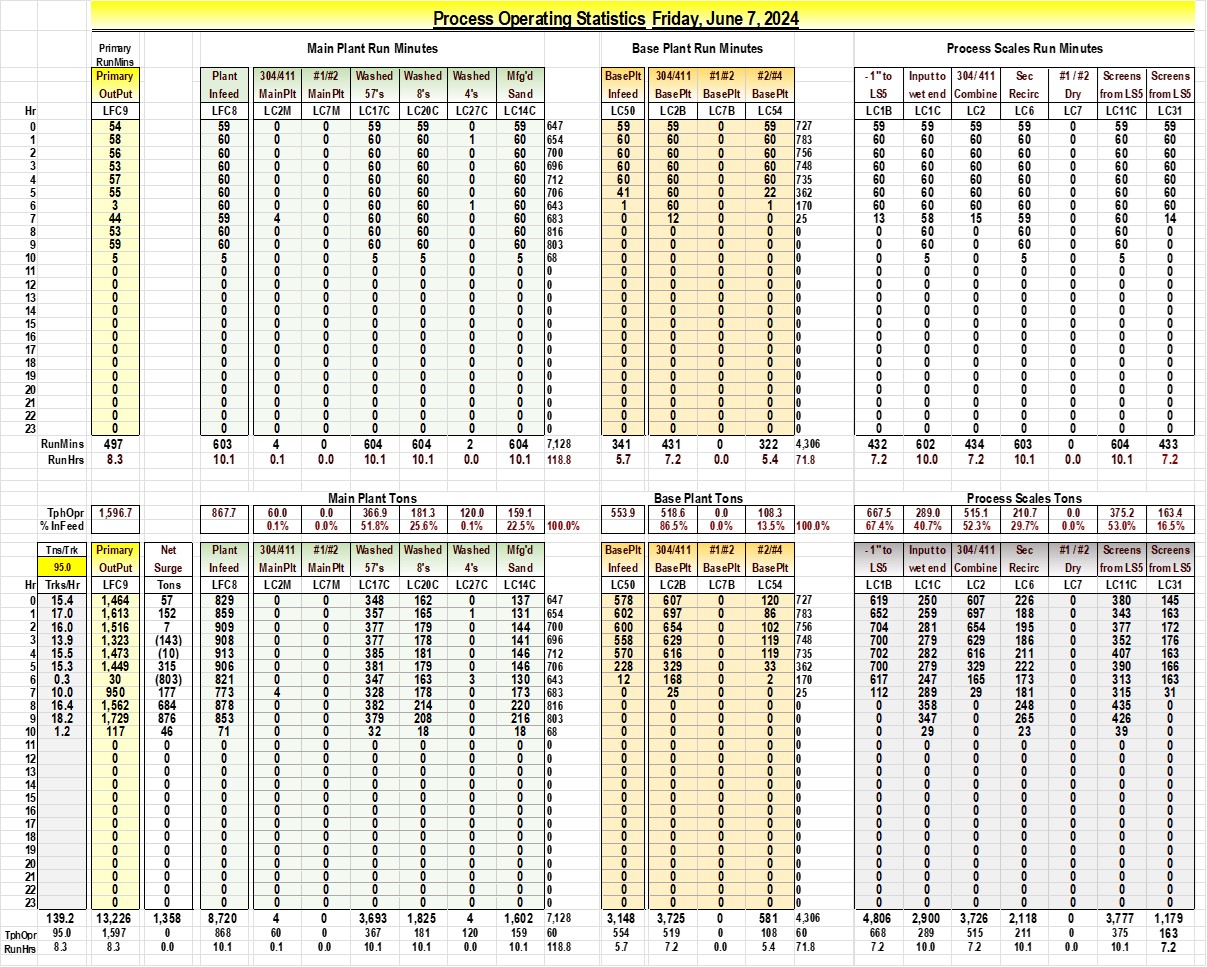 Process Operating Statistics Friday, June 7, 2024
Primary Main Plant Run Minutes Base Plant Run Minutes Process Scales Run Minutes
RunMins
Primary Plant 304/411 #1/#2 Washed Washed Washed Mfg'd BasePlt 304/411 #1/#2 #2/#4 - 1" to Input to 304/ 411 Sec #1 / #2 Screens Screens
OutPut Infeed MainPlt MainPlt 57's 8's 4's Sand Infeed BasePlt BasePlt BasePlt LS5 wet end Combine Recirc Dry from LS5 from LS5
Hr LFC9 LFC8 LC2M LC7M LC17C LC20C LC27C LC14C LC50 LC2B LC7B LC54 LC1B LC1C LC2 LC6 LC7 LC11C LC31
0 54 59 0 0 59 59 0 59 647 59 59 0 59 727 59 59 59 59 0 59 59
1 58 60 0 0 60 60 1 60 654 60 60 0 60 783 60 60 60 60 0 60 60
2 56 60 0 0 60 60 0 60 700 60 60 0 60 756 60 60 60 60 0 60 60
3 53 60 0 0 60 60 0 60 696 60 60 0 60 748 60 60 60 60 0 60 60
4 57 60 0 0 60 60 0 60 712 60 60 0 60 735 60 60 60 60 0 60 60
5 55 60 0 0 60 60 0 60 706 41 60 0 22 362 60 60 60 60 0 60 60
6 3 60 0 0 60 60 1 60 643 1 60 0 1 170 60 60 60 60 0 60 60
7 44 59 4 0 60 60 0 60 683 0 12 0 0 25 13 58 15 59 0 60 14
8 53 60 0 0 60 60 0 60 816 0 0 0 0 0 0 60 0 60 0 60 0
9 59 60 0 0 60 60 0 60 803 0 0 0 0 0 0 60 0 60 0 60 0
10 5 5 0 0 5 5 0 5 68 0 0 0 0 0 0 5 0 5 0 5 0
11 0 0 0 0 0 0 0 0 0 0 0 0 0 0 0 0 0 0 0 0 0
12 0 0 0 0 0 0 0 0 0 0 0 0 0 0 0 0 0 0 0 0 0
13 0 0 0 0 0 0 0 0 0 0 0 0 0 0 0 0 0 0 0 0 0
14 0 0 0 0 0 0 0 0 0 0 0 0 0 0 0 0 0 0 0 0 0
15 0 0 0 0 0 0 0 0 0 0 0 0 0 0 0 0 0 0 0 0 0
16 0 0 0 0 0 0 0 0 0 0 0 0 0 0 0 0 0 0 0 0 0
17 0 0 0 0 0 0 0 0 0 0 0 0 0 0 0 0 0 0 0 0 0
18 0 0 0 0 0 0 0 0 0 0 0 0 0 0 0 0 0 0 0 0 0
19 0 0 0 0 0 0 0 0 0 0 0 0 0 0 0 0 0 0 0 0 0
20 0 0 0 0 0 0 0 0 0 0 0 0 0 0 0 0 0 0 0 0 0
21 0 0 0 0 0 0 0 0 0 0 0 0 0 0 0 0 0 0 0 0 0
22 0 0 0 0 0 0 0 0 0 0 0 0 0 0 0 0 0 0 0 0 0
23 0 0 0 0 0 0 0 0 0 0 0 0 0 0 0 0 0 0 0 0 0
RunMins 497 603 4 0 604 604 2 604 7,128 341 431 0 322 4,306 432 602 434 603 0 604 433
RunHrs 8.3 10.1 0.1 0.0 10.1 10.1 0.0 10.1 118.8 5.7 7.2 0.0 5.4 71.8 7.2 10.0 7.2 10.1 0.0 10.1 7.2
Main Plant Tons Base Plant Tons Process Scales Tons
TphOpr 1,596.7 867.7 60.0 0.0 366.9 181.3 120.0 159.1 553.9 518.6 0.0 108.3 667.5 289.0 515.1 210.7 0.0 375.2 163.4
% InFeed 0.1% 0.0% 51.8% 25.6% 0.1% 22.5% 100.0% 86.5% 0.0% 13.5% 100.0% 67.4% 40.7% 52.3% 29.7% 0.0% 53.0% 16.5%
Tns/Trk Primary Net Plant 304/411 #1/#2 Washed Washed Washed Mfg'd BasePlt 304/411 #1/#2 #2/#4 - 1" to Input to 304/ 411 Sec #1 / #2 Screens Screens
95.0 OutPut Surge Infeed MainPlt MainPlt 57's 8's 4's Sand Infeed BasePlt BasePlt BasePlt LS5 wet end Combine Recirc Dry from LS5 from LS5
Hr Trks/Hr LFC9 Tons LFC8 LC2M LC7M LC17C LC20C LC27C LC14C LC50 LC2B LC7B LC54 LC1B LC1C LC2 LC6 LC7 LC11C LC31
0 15.4 1,464 57 829 0 0 348 162 0 137 647 578 607 0 120 727 619 250 607 226 0 380 145
1 17.0 1,613 152 859 0 0 357 165 1 131 654 602 697 0 86 783 652 259 697 188 0 343 163
2 16.0 1,516 7 909 0 0 377 179 0 144 700 600 654 0 102 756 704 281 654 195 0 377 172
3 13.9 1,323 (143) 908 0 0 377 178 0 141 696 558 629 0 119 748 700 279 629 186 0 352 176
4 15.5 1,473 (10) 913 0 0 385 181 0 146 712 570 616 0 119 735 702 282 616 211 0 407 163
5 15.3 1,449 315 906 0 0 381 179 0 146 706 228 329 0 33 362 700 279 329 222 0 390 166
6 0.3 30 (803) 821 0 0 347 163 3 130 643 12 168 0 2 170 617 247 165 173 0 313 163
7 10.0 950 177 773 4 0 328 178 0 173 683 0 25 0 0 25 112 289 29 181 0 315 31
8 16.4 1,562 684 878 0 0 382 214 0 220 816 0 0 0 0 0 0 358 0 248 0 435 0
9 18.2 1,729 876 853 0 0 379 208 0 216 803 0 0 0 0 0 0 347 0 265 0 426 0
10 1.2 117 46 71 0 0 32 18 0 18 68 0 0 0 0 0 0 29 0 23 0 39 0
11 0 0 0 0 0 0 0 0 0 0 0 0 0 0 0 0 0 0 0 0 0 0
12 0 0 0 0 0 0 0 0 0 0 0 0 0 0 0 0 0 0 0 0 0 0
13 0 0 0 0 0 0 0 0 0 0 0 0 0 0 0 0 0 0 0 0 0 0
14 0 0 0 0 0 0 0 0 0 0 0 0 0 0 0 0 0 0 0 0 0 0
15 0 0 0 0 0 0 0 0 0 0 0 0 0 0 0 0 0 0 0 0 0 0
16 0 0 0 0 0 0 0 0 0 0 0 0 0 0 0 0 0 0 0 0 0 0
17 0 0 0 0 0 0 0 0 0 0 0 0 0 0 0 0 0 0 0 0 0 0
18 0 0 0 0 0 0 0 0 0 0 0 0 0 0 0 0 0 0 0 0 0 0
19 0 0 0 0 0 0 0 0 0 0 0 0 0 0 0 0 0 0 0 0 0 0
20 0 0 0 0 0 0 0 0 0 0 0 0 0 0 0 0 0 0 0 0 0 0
21 0 0 0 0 0 0 0 0 0 0 0 0 0 0 0 0 0 0 0 0 0 0
22 0 0 0 0 0 0 0 0 0 0 0 0 0 0 0 0 0 0 0 0 0 0
23 0 0 0 0 0 0 0 0 0 0 0 0 0 0 0 0 0 0 0 0 0 0
139.2 13,226 1,358 8,720 4 0 3,693 1,825 4 1,602 7,128 3,148 3,725 0 581 4,306 4,806 2,900 3,726 2,118 0 3,777 1,179
TphOpr 95.0 1,597 0 868 60 0 367 181 120 159 60 554 519 0 108 60 668 289 515 211 0 375 163
RunHrs 8.3 8.3 0.0 10.1 0.1 0.0 10.1 10.1 0.0 10.1 118.8 5.7 7.2 0.0 5.4 71.8 7.2 10.0 7.2 10.1 0.0 10.1 7.2